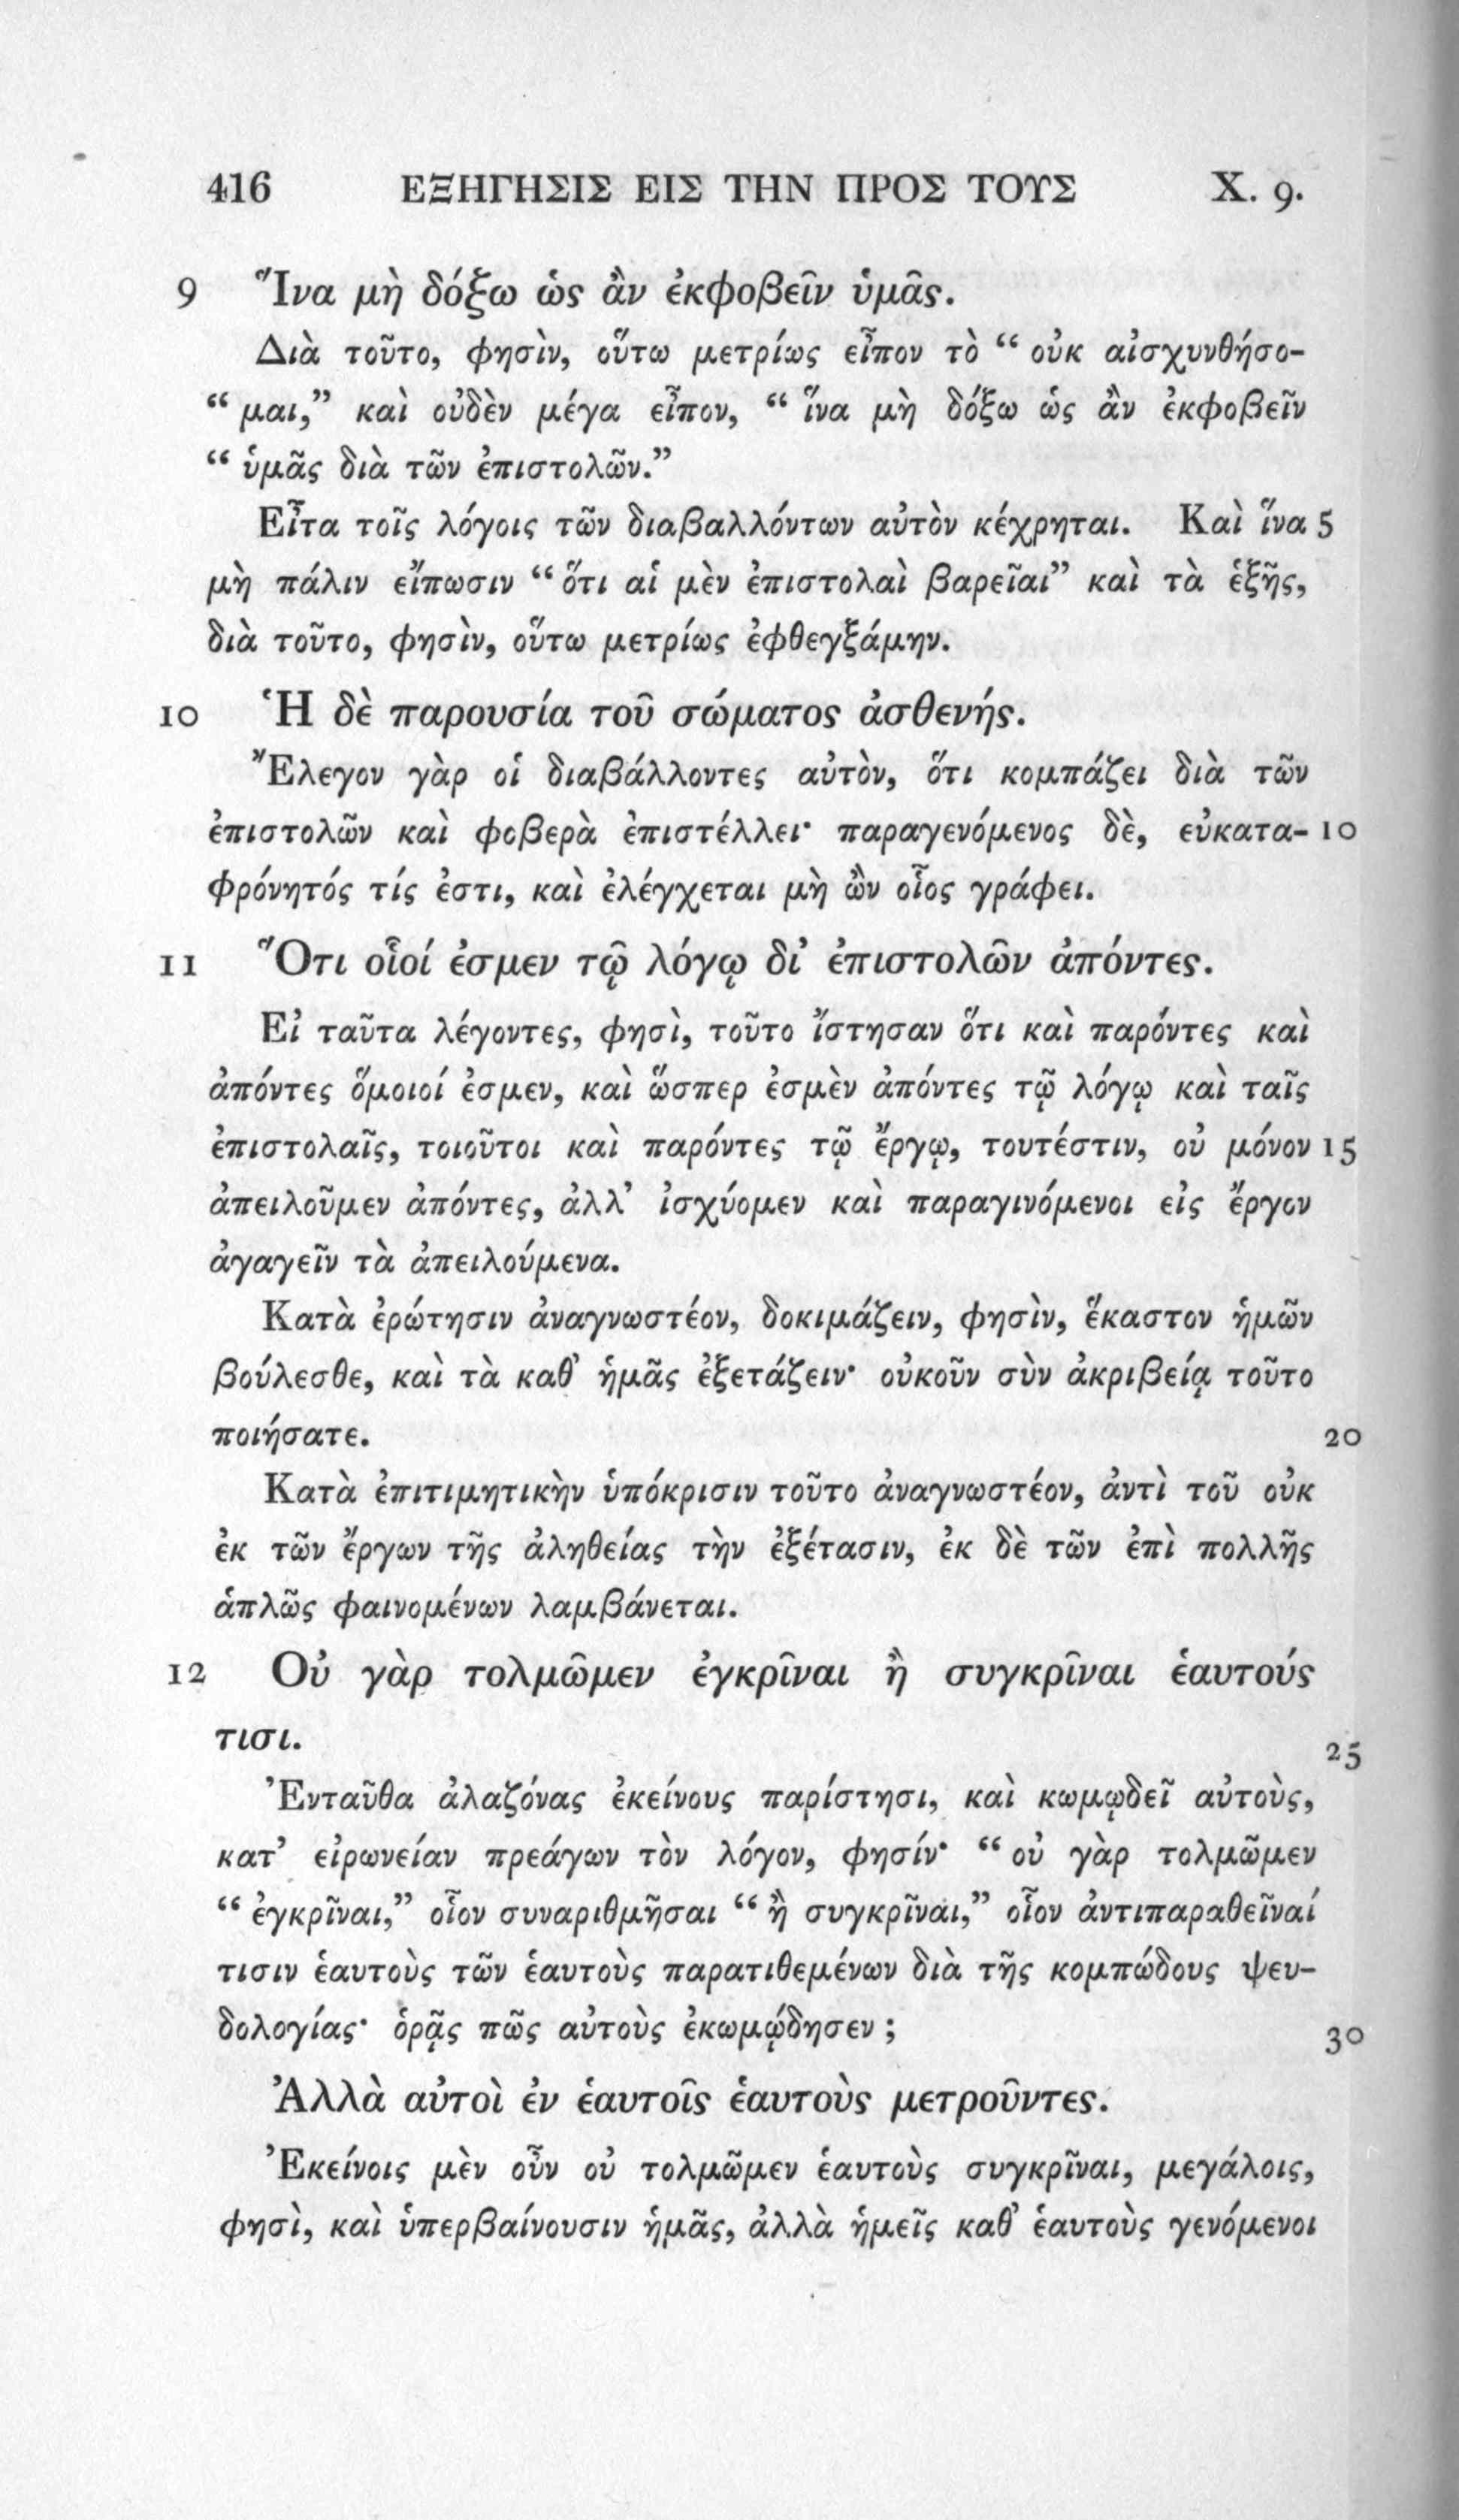 416 ΕΞΗΓΗΣΙΣ ΕΙΣ ΤΗΝ ΠΡΟΣ ΤΟΥΣ X. 9.
9 Ἵνα μὴ δόξω ὡς ἂν ἐκφοβεῖν ὑμᾶς.
Διὰ τοῦτο, φησὶν, οὕτω μετρίως εἶπον τὸ “ οὐκ αἰσχυνθήσο-
“ μαι,” καὶ οὐδὲν μέγα εἶπον, “ ἵνα μὴ δόξω ὡς ἂν ἐκφοβεῖν
“ ὑμᾶς διὰ τῶν ἐπιστολῶν.”
Εἶτα τοῖς λόγοις τῶν διαβαλλόντων αὐτὸν κέχρηται. Καὶ ἵνα 5
μὴ πάλιν εἴπωσιν “ ὅτι αἱ μὲν ἐπιστολαὶ βαρεῖαι” καὶ τὰ ἑξῆς,
διὰ τοῦτο, φησὶν, οὕτω μετρίως ἐφθεγξάμην.
10 Ἡ δὲ παρουσία τοῦ σώματος ἀσθενής.
Ἔλεγον γὰρ οἱ διαβάλλοντες αὐτὸν, ὅτι κομπάζει διὰ τῶν
ἐπιστολῶν καὶ φοβερὰ ἐπιστέλλει· παραγενόμενος δὲ, εὐκατα- 10
φρόνητός τίς ἐστι, καὶ ἐλέγχεται μὴ ὢν οἷος γράφει.
11 Ὅτι οἷοί ἐσμεν τῷ λόγῳ δι’ ἐπιστολῶν ἀπόντες.
Εἰ ταῦτα λέγοντες, φησὶ, τοῦτο ἴστησαν ὅτι καὶ παρόντες καὶ
ἀπόντες ὅμοιοί ἐσμεν, καὶ ὥσπερ ἐσμὲν ἀπόντες τῷ λόγῳ καὶ ταῖς
ἐπιστολαῖς, τοιοῦτοι καὶ παρόντες τῷ ἔργῳ, τουτέστιν, οὐ μόνον 15
ἀπειλοῦμεν ἀπόντες, ἀλλ’ ἰσχύομεν καὶ παραγινόμενοι εἰς ἔργον
ἀγαγεῖν τὰ ἀπειλούμενα.
Κατὰ ἐρώτησιν ἀναγνωστέον, δοκιμάζειν, φησὶν, ἕκαστον ἡμῶν
βούλεσθε, καὶ τὰ καθ’ ἡμᾶς ἐξετάζειν· οὐκοῦν σὺν ἀκριβείᾳ τοῦτο
ποιήσατε. 20
Κατὰ ἐπιτιμητικὴν ὑπόκρισιν τοῦτο ἀναγνωστέον, ἀντὶ τοῦ οὐκ
ἐκ τῶν ἔργων τῆς ἀληθείας τὴν ἐξέτασιν, ἐκ δὲ τῶν ἐπὶ πολλῆς
ἁπλῶς φαινομένων λαμβάνεται.
12 Οὐ γὰρ τολμῶμεν ἐγκρῖναι ἢ συγκρῖναι ἑαυτούς
τισι. 25
Ἐνταῦθα ἀλαζόνας ἐκείνους παρίστησι, καὶ κωμῳδεῖ αὐτοὺς,
κατ’ εἰρωνείαν πρεάγων τὸν λόγον, φησίν· “ οὐ γὰρ τολμῶμεν
“ ἐγκρῖναι,” οἷον συναριθμῆσαι “ ἢ συγκρῖναι,” οἷον ἀντιπαραθεῖναί
τισιν ἑαυτοὺς τῶν ἑαυτοὺς παρατιθεμένων διὰ τῆς κομπώδους ψευ-
δολογίας· ὁρᾷς πῶς αὐτοὺς ἐκωμῴδησεν ; 30
Ἀλλὰ αὐτοὶ ἐν ἑαυτοῖς ἑαυτοὺς μετροῦντες.
Ἐκείνοις μὲν οὖν οὐ τολμῶμεν ἑαυτοὺς συγκρῖναι, μεγάλοις,
φησὶ, καὶ ὑπερβαίνουσιν ἡμᾶς, ἀλλὰ ἡμεῖς καθ’ ἑαυτοὺς γενόμενοι